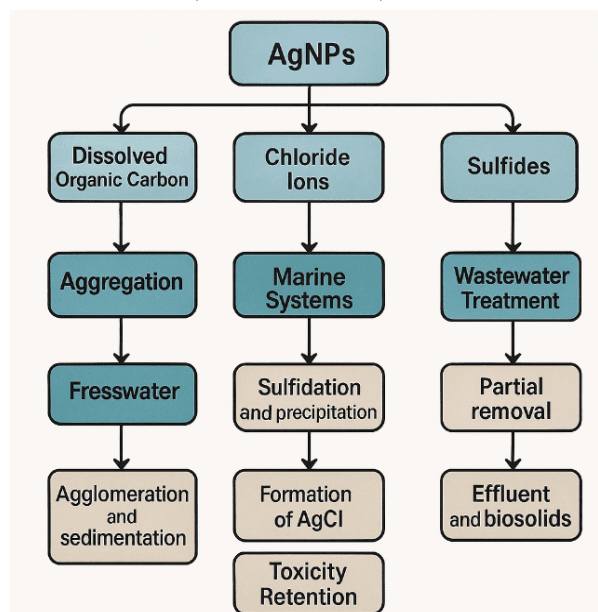 AgNPs
Dissolved
Organic Carbon
Chloride
Ions
Sulfides
Aggregation
Marine
Systems
Wastewater
Treatment
Fresswater
Sulfidation
and precipitation
Partial
removal
Agglomeration
and
sedimentation
Formation
of AgCl
Effluent
and biosolids
Toxicity
Retention